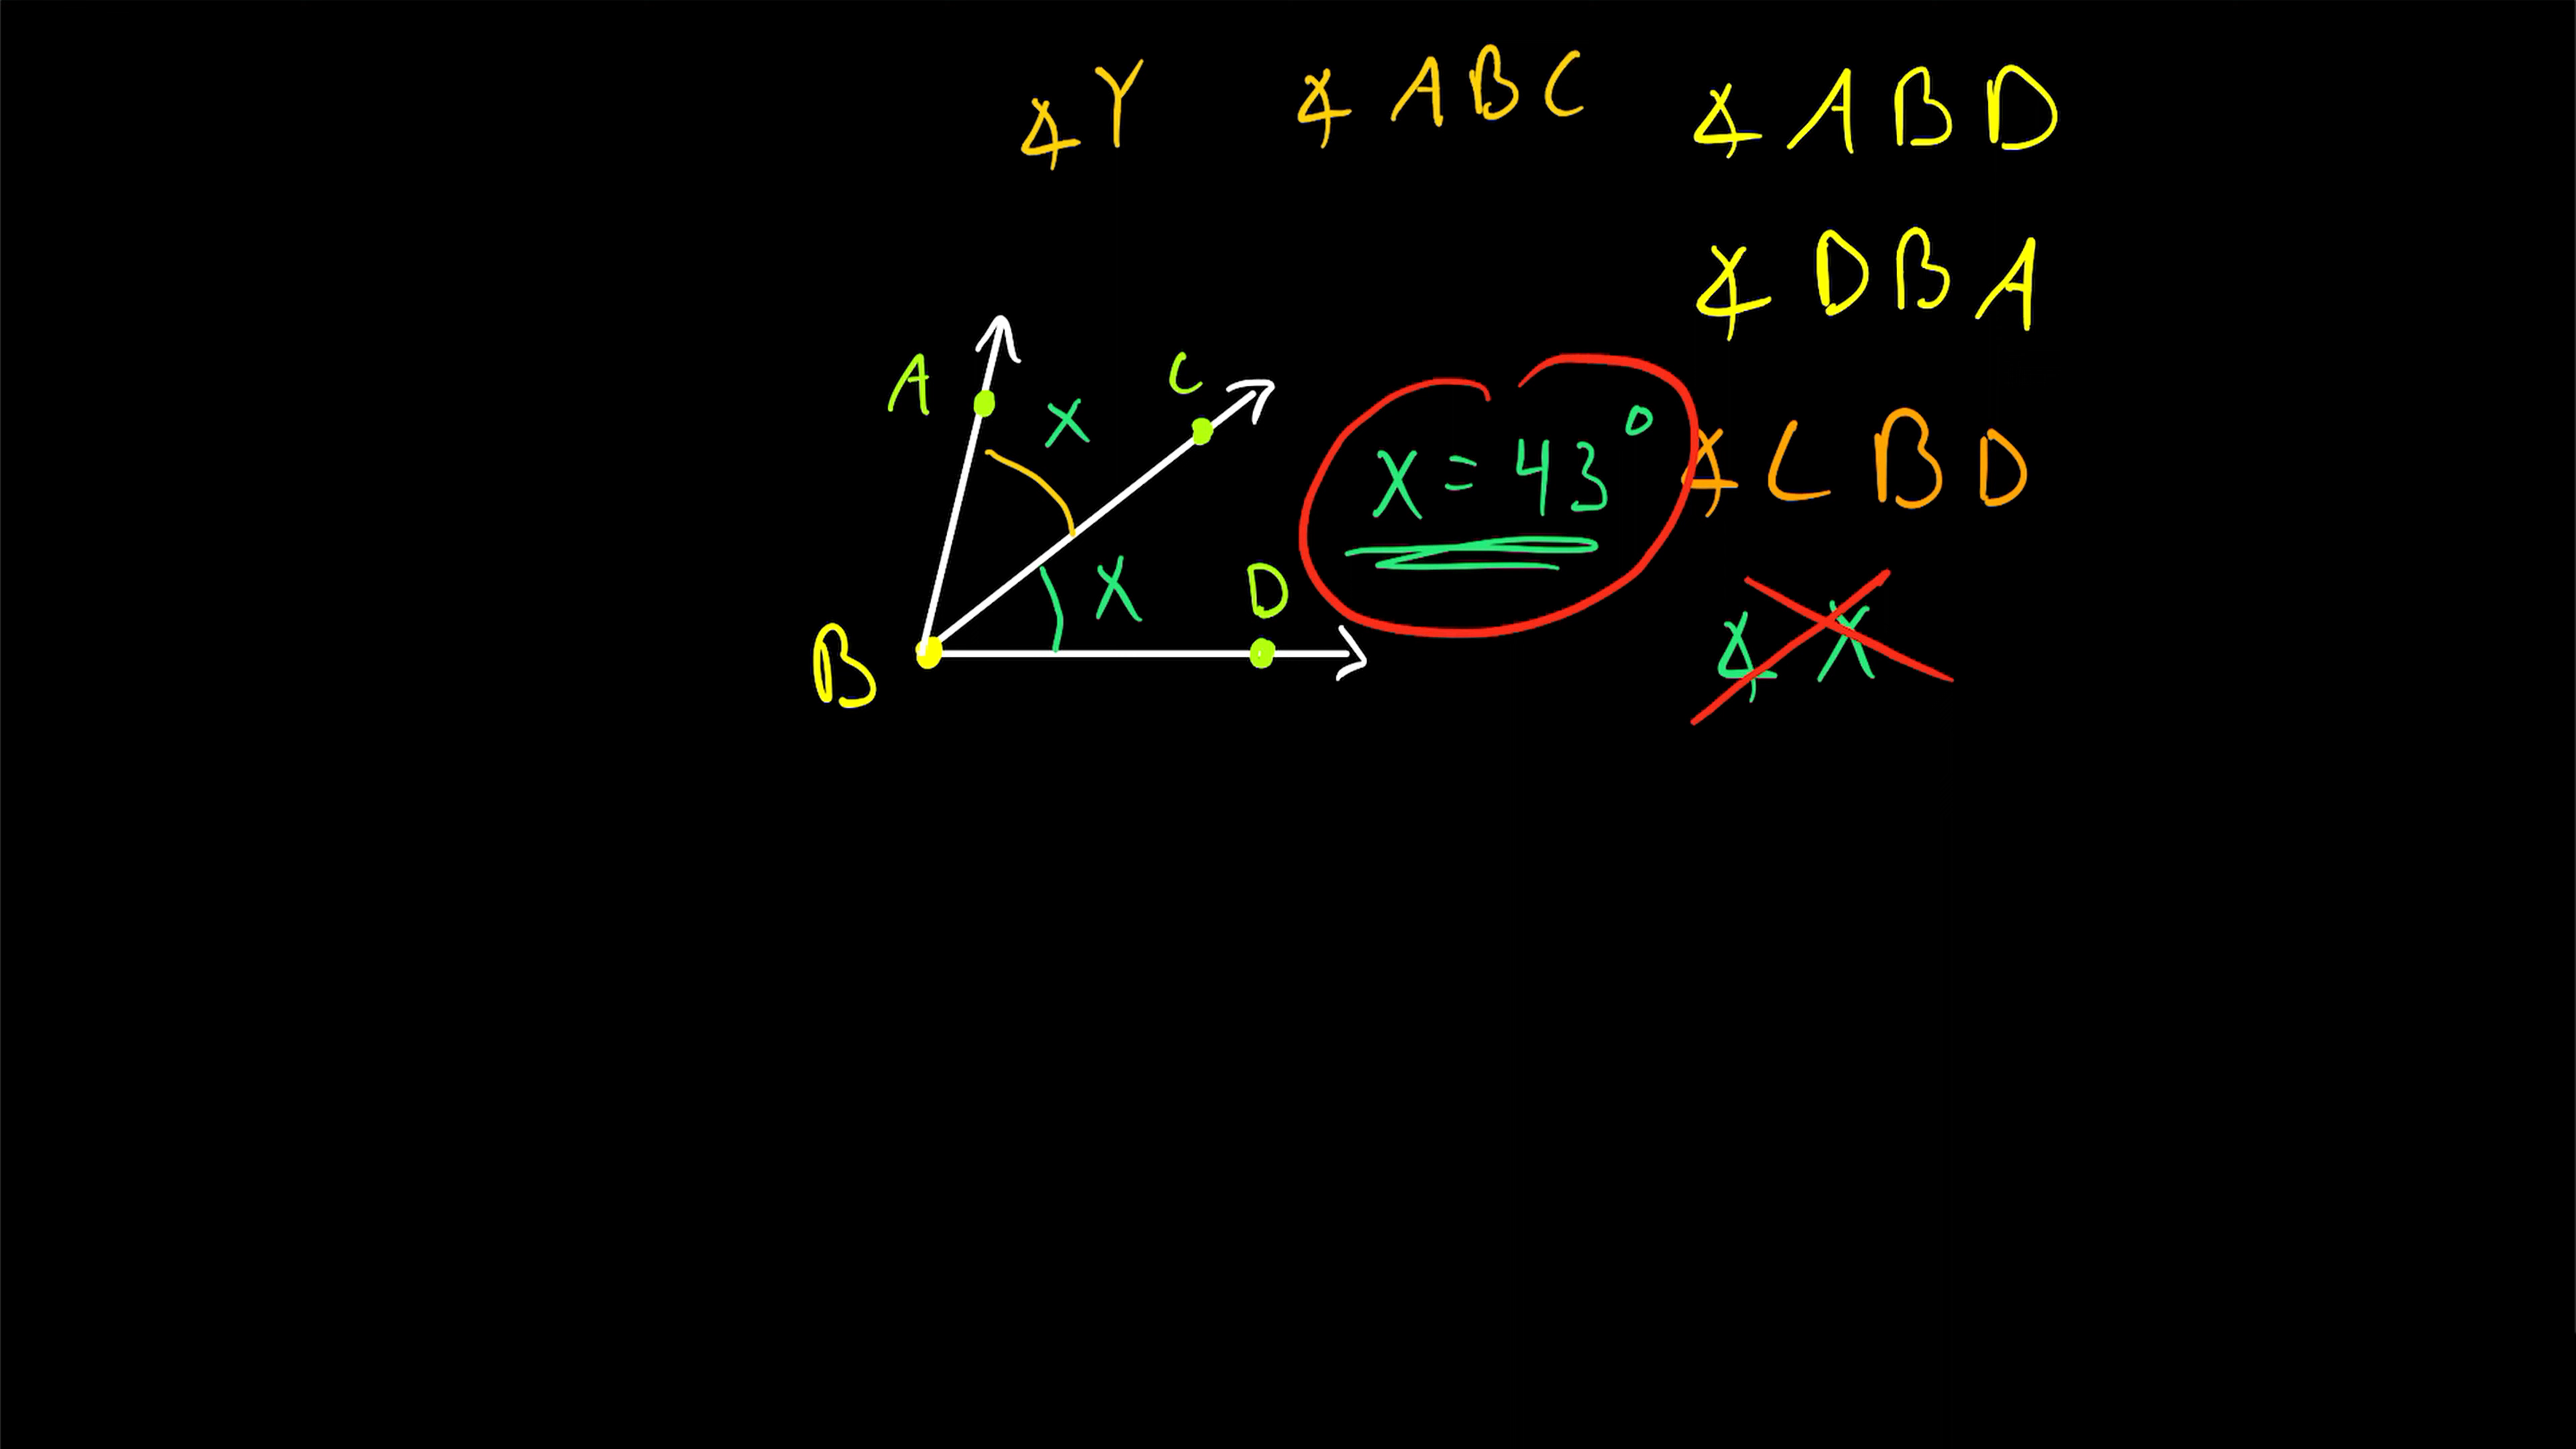 ∡Y ∡ABC ∡ABD
∡DBA
A X C
X = 43° ∡CBD
X D
B
∡X